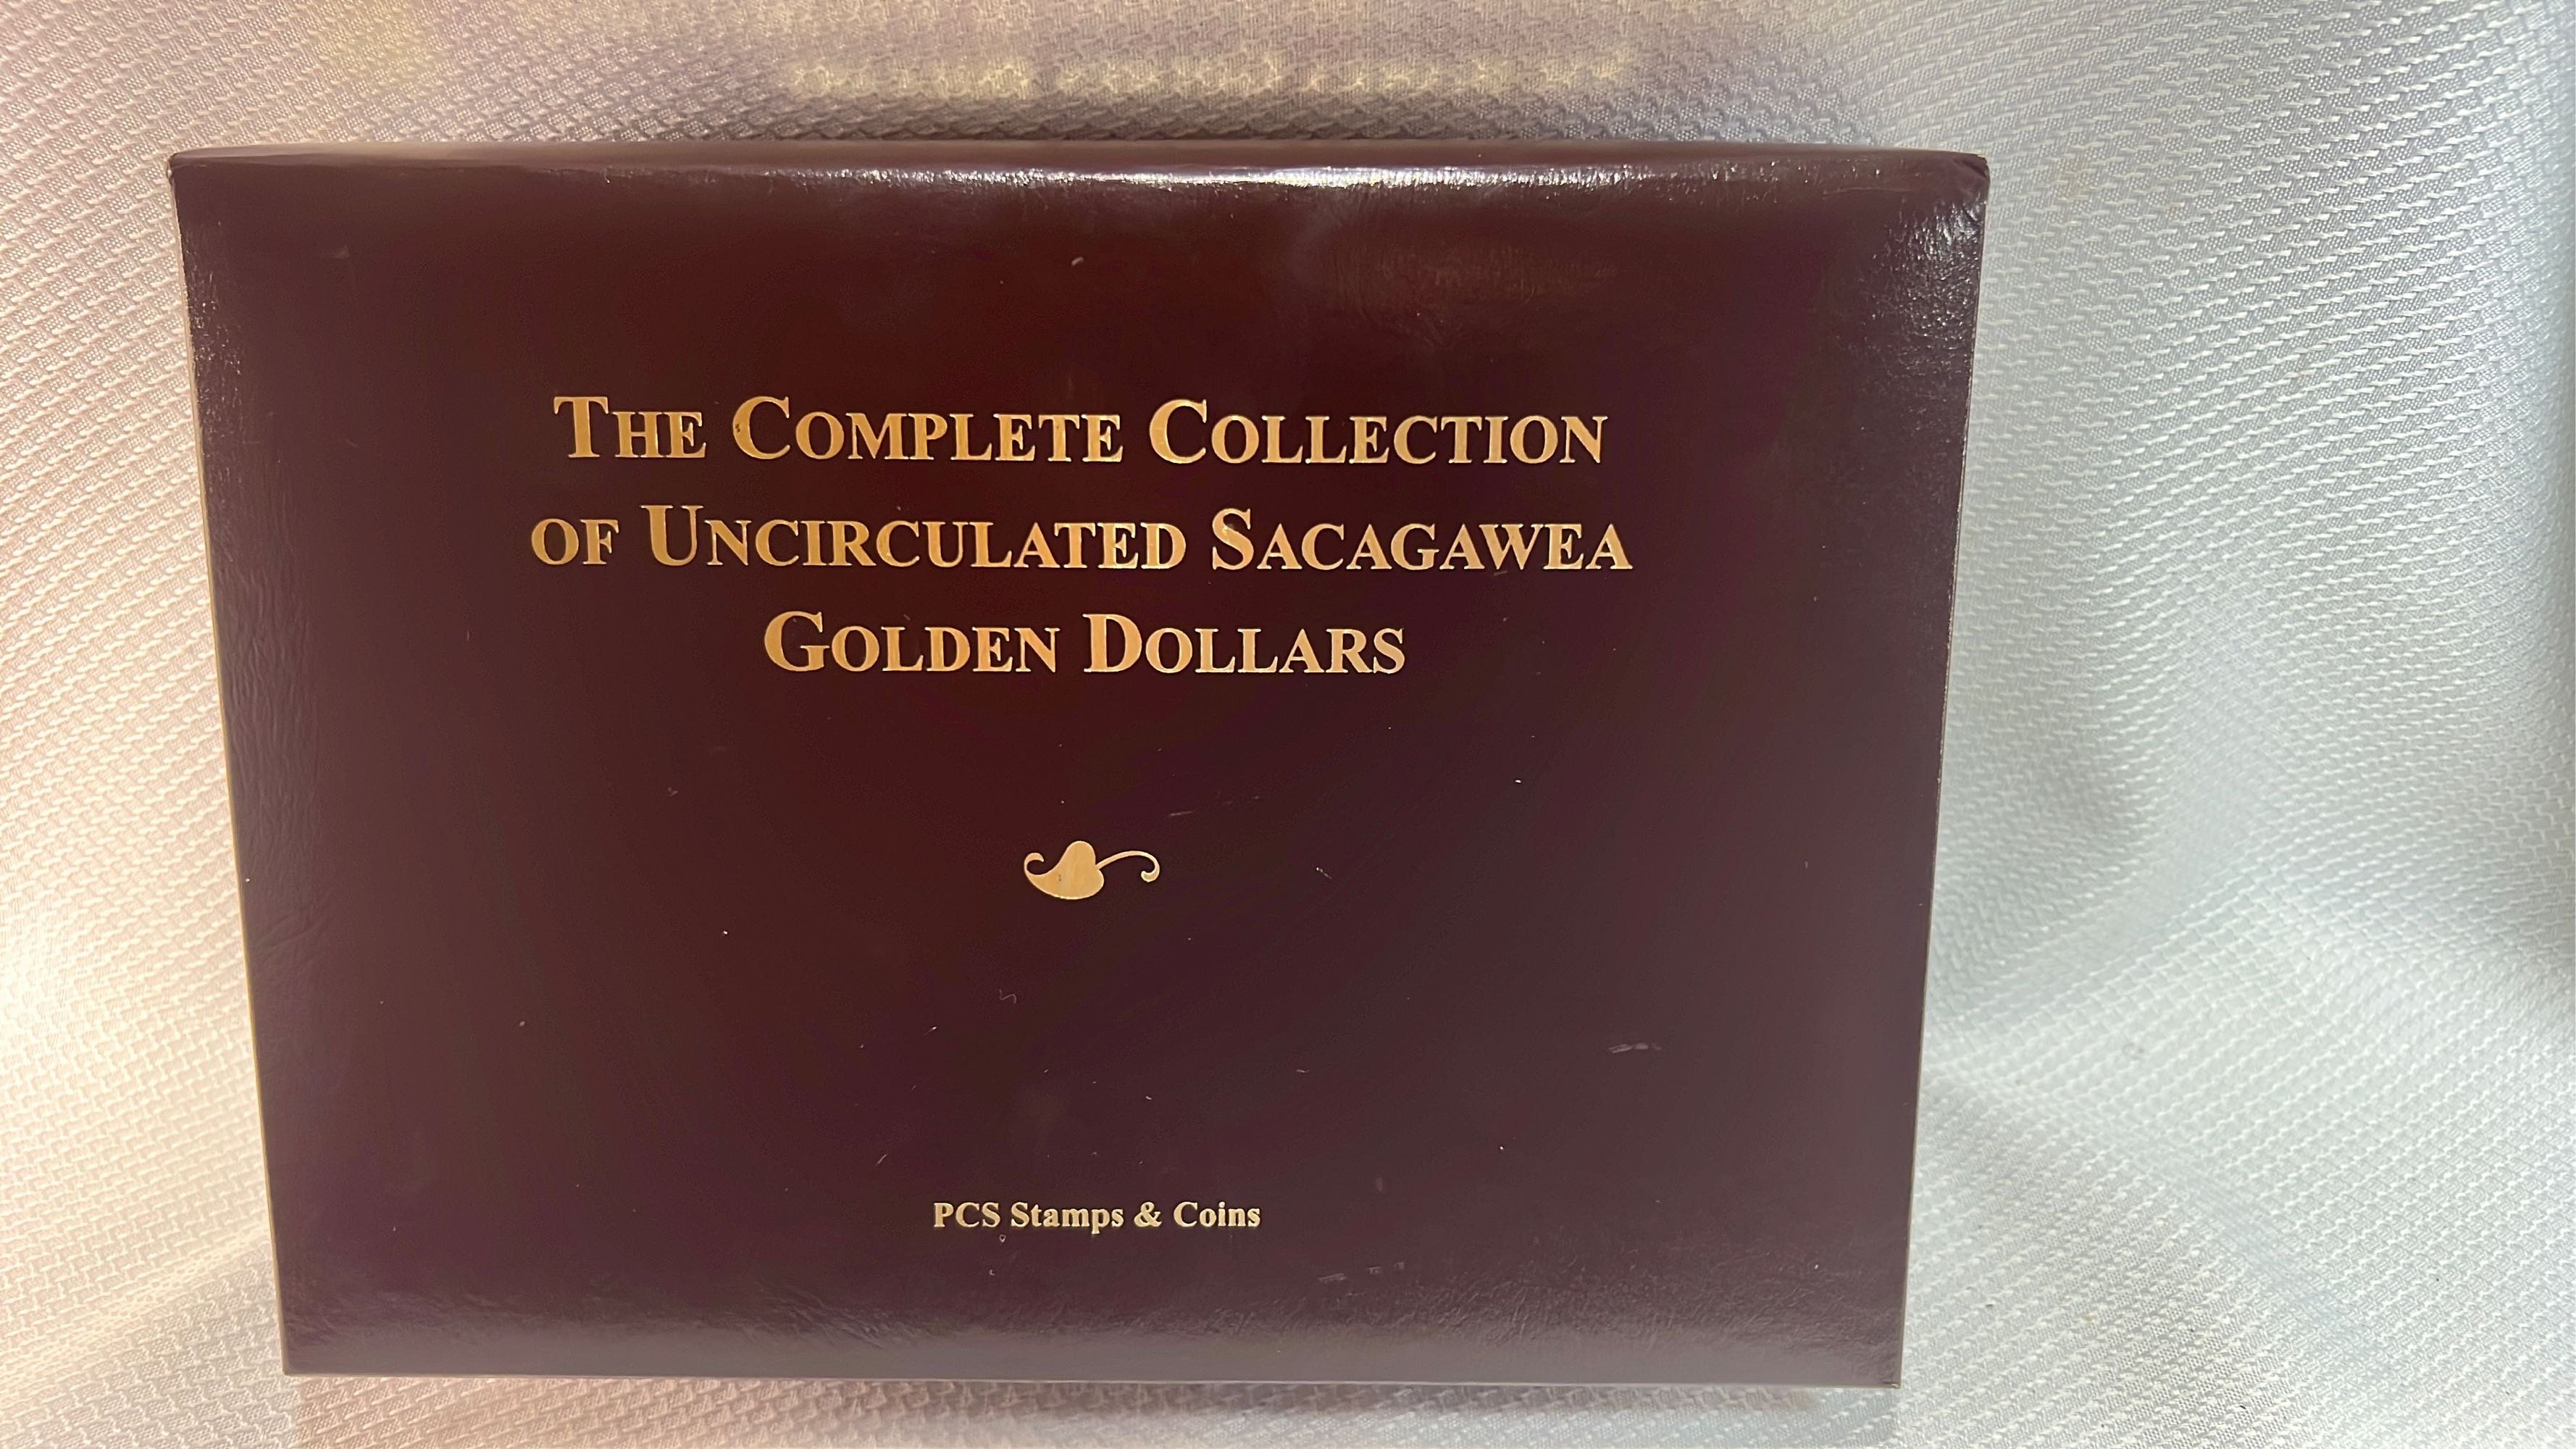 THE COMPLETE COLLECTION
OF UNCIRCULATED SACAGAWEA
GOLDEN DOLLARS
PCS Stamps & Coins